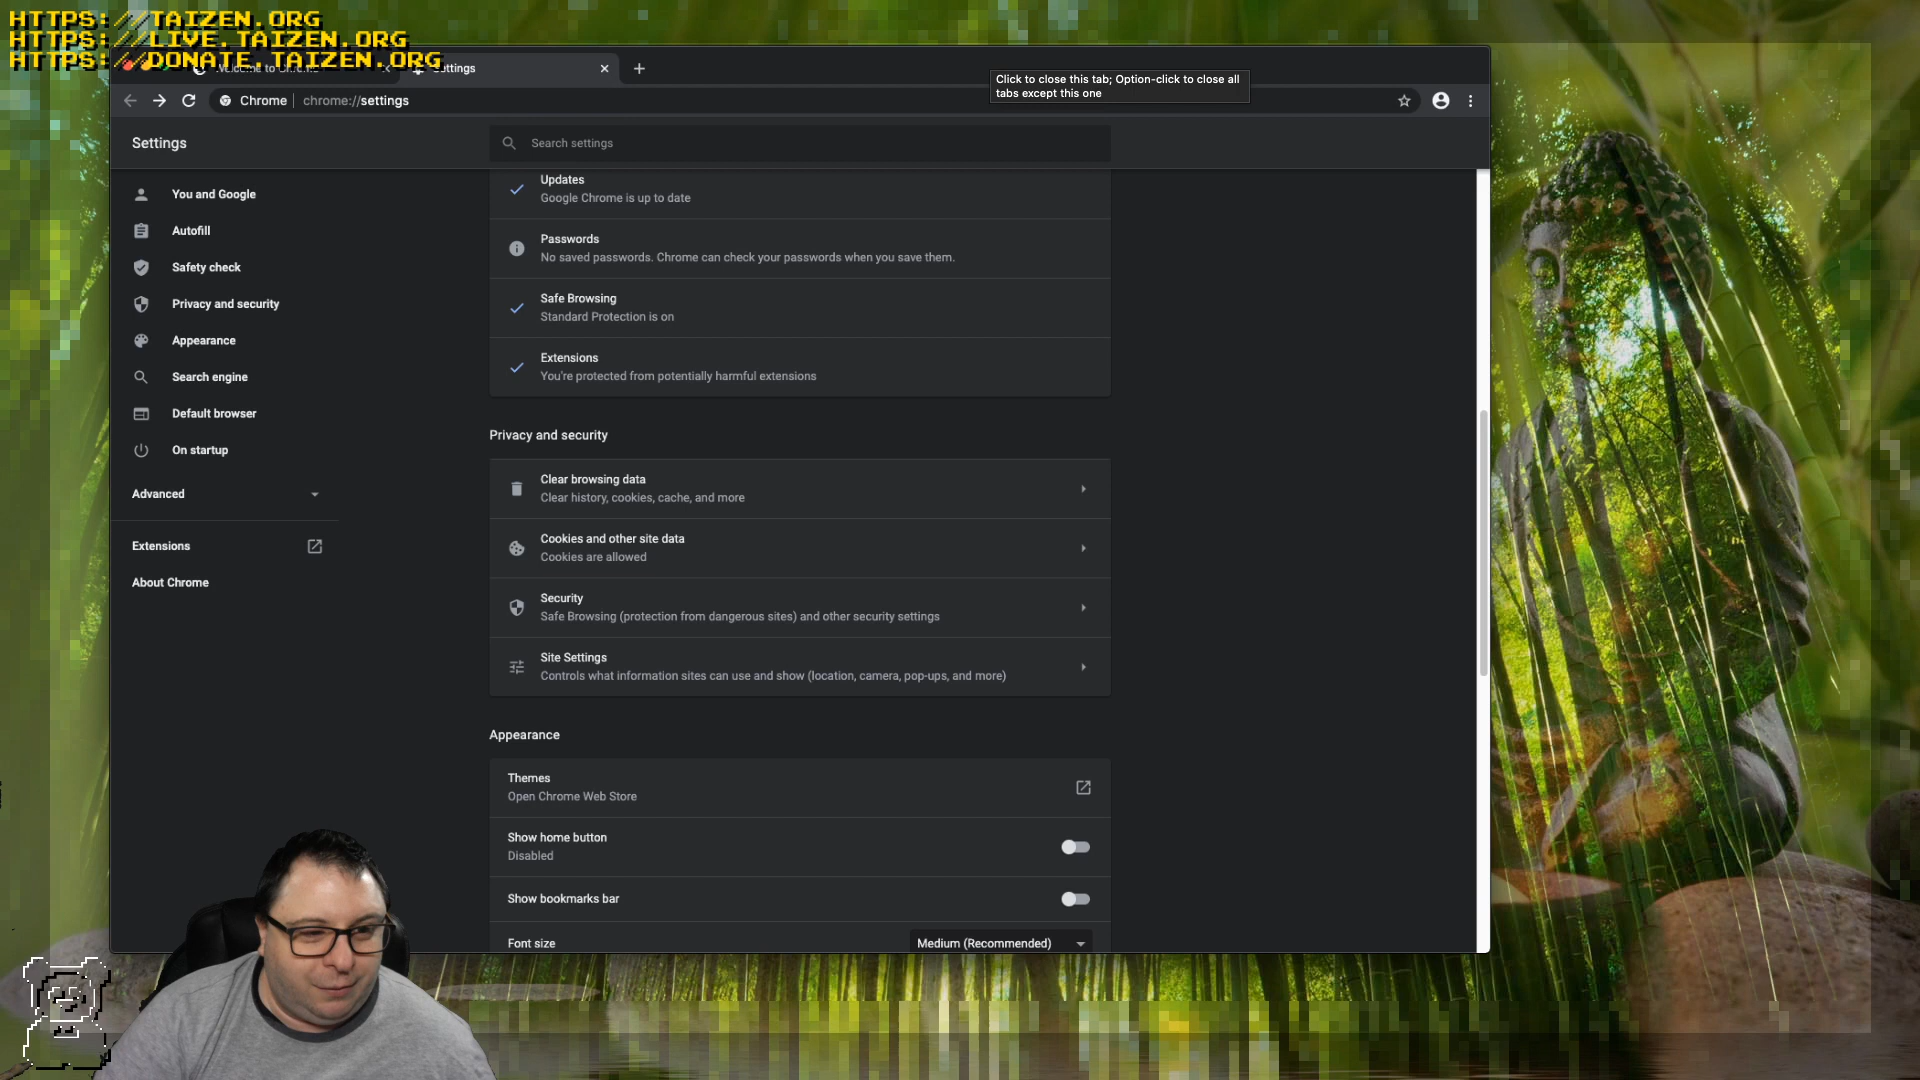 HTTPS://TAIZEN.ORG
HTTPS://LIVE.TAIZEN.ORG
HTTPS://DONATE.TAIZEN.ORG
Welcome to
Settings
Click to close this tab; Option-click to close all
tabs except this one
Chrome
chrome://settings
Settings
Search settings
You and Google
Autofill
Safety check
Privacy and security
Appearance
Search engine
Default browser
On startup
Advanced
Extensions
About Chrome
Updates
Google Chrome is up to date
Passwords
No saved passwords. Chrome can check your passwords when you save them.
Safe Browsing
Standard Protection is on
Extensions
You're protected from potentially harmful extensions
Privacy and security
Clear browsing data
Clear history, cookies, cache, and more
Cookies and other site data
Cookies are allowed
Security
Safe Browsing (protection from dangerous sites) and other security settings
Site Settings
Controls what information sites can use and show (location, camera, pop-ups, and more)
Appearance
Themes
Open Chrome Web Store
Show home button
Disabled
Show bookmarks bar
Font size
Medium (Recommended)